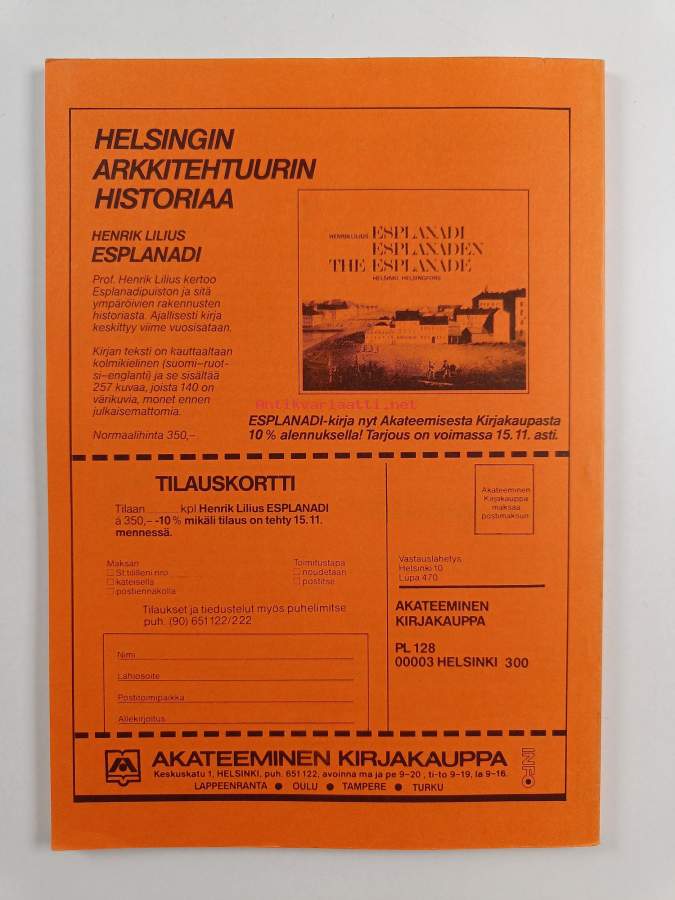 HELSINGIN
ARKKITEHTUURIN
HISTORIAA
HENRIK LILIUS
ESPLANADI
Prof. Henrik Lilius kertoo
Esplanadipuiston ja sitä
ympäröivien rakennusten
historiasta. Ajallisesti kirja
keskittyy viime vuosisataan.
Kirjan teksti on kauttaaltaan
kolmikielinen (suomi–ruot-
si–englanti) ja se sisältää
257 kuvaa, joista 140 on
värikuvia, monet ennen
julkaisemattomia.
Normaalihinta 350,–
HENRIK LILIUS ESPLANADI
ESPLANADEN
THE ESPLANADE
HELSINKI, HELSINGFORS
Antikvariaatti.net
ESPLANADI-kirja nyt Akateemisesta Kirjakaupasta
10 % alennuksella! Tarjous on voimassa 15.11. asti.
TILAUSKORTTI
Tilaan ______ kpl Henrik Lilius ESPLANADI
á 350,– -10 % mikäli tilaus on tehty 15.11.
mennessä.
Maksan
St tililleni nro
käteisellä
postiennakolla
Toimitustapa
noudetaan
postitse
Tilaukset ja tiedustelut myös puhelimitse
puh. (90) 651122/222
Nimi
Lähiosoite
Postitoimipaikka
Allekirjoitus
Akateeminen
Kirjakauppa
maksaa
postimaksun
Vastauslähetys
Helsinki 10
Lupa 470
AKATEEMINEN
KIRJAKAUPPA
PL 128
00003 HELSINKI 300
AKATEEMINEN KIRJAKAUPPA
INFO
Keskuskatu 1, HELSINKI, puh. 651122, avoinna ma ja pe 9–20, ti-to 9–19, la 9–16.
LAPPEENRANTA ● OULU ● TAMPERE ● TURKU